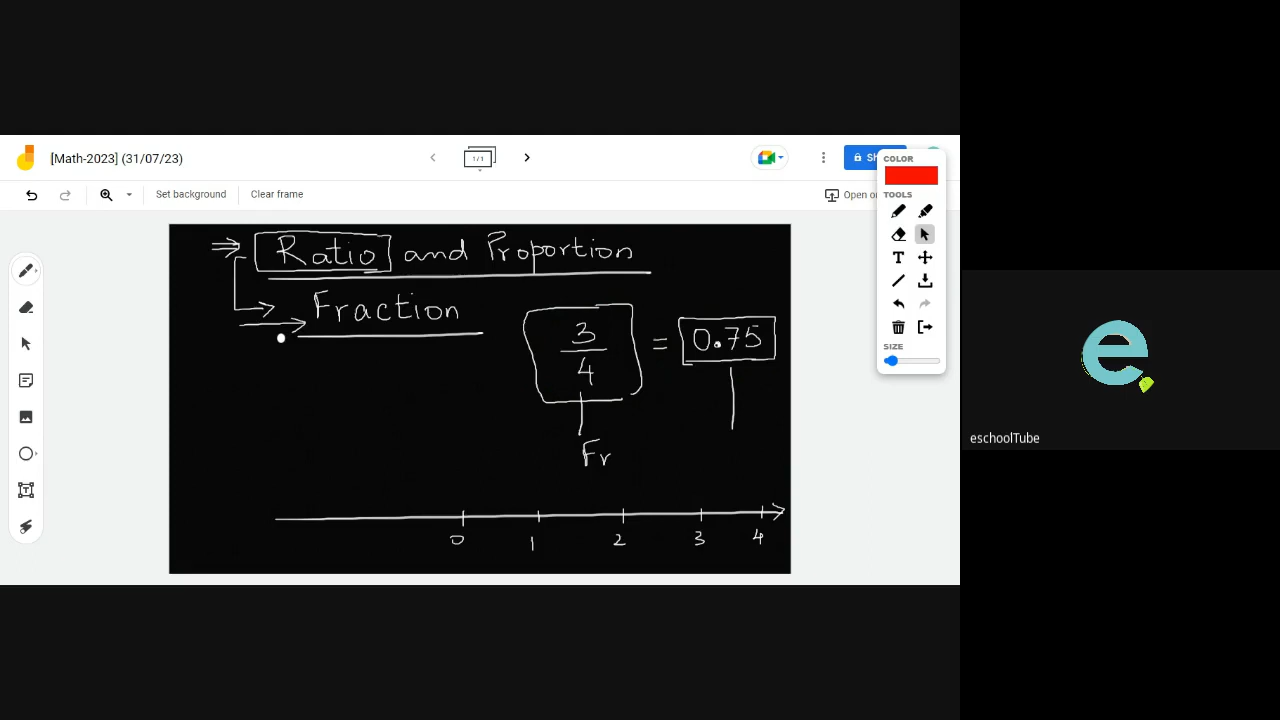 [Math-2023] (31/07/23)
1/1
Set background
Clear frame
COLOR
TOOLS
T
SIZE
⇒ Ratio and Proportion
→ Fraction
3/4 = 0.75
Fr
0 1 2 3 4
eschoolTube